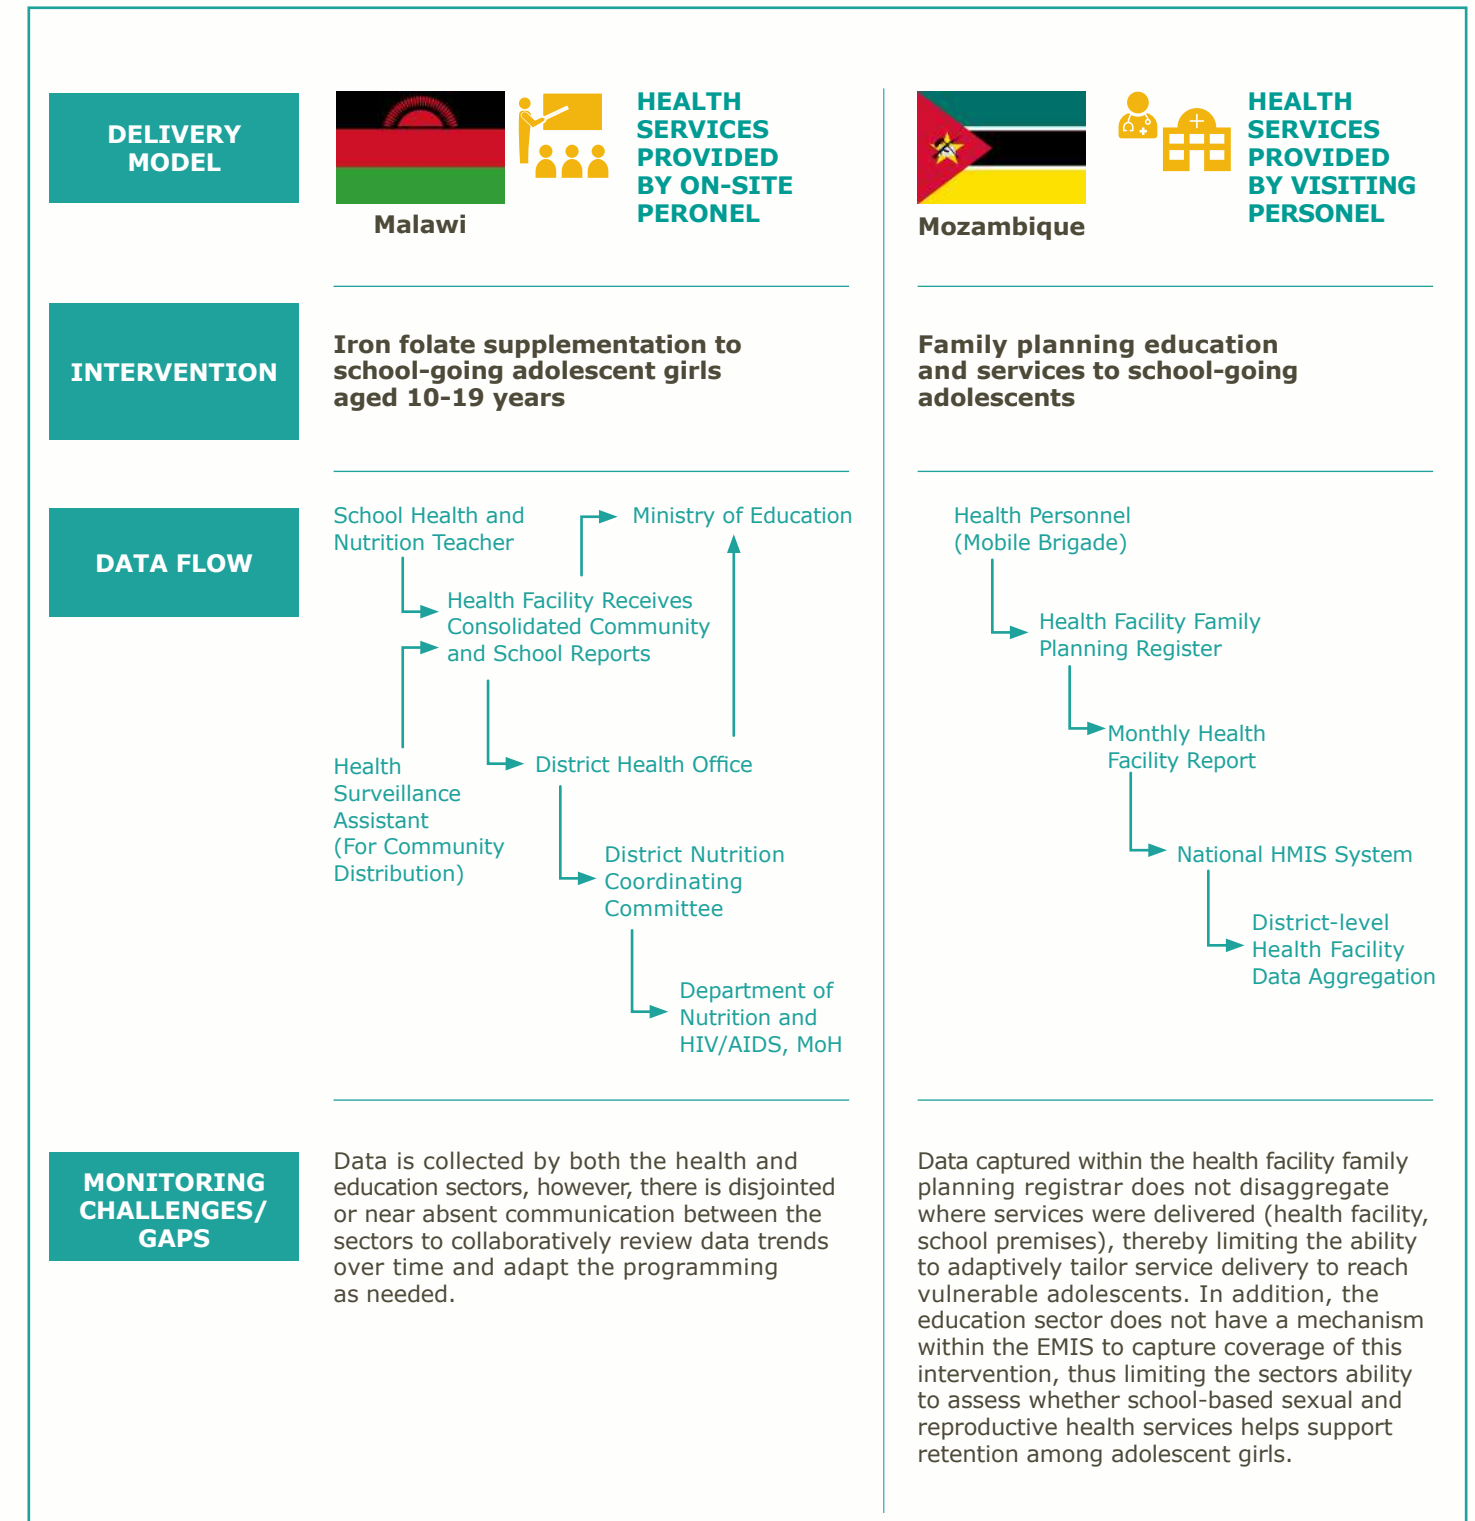 DELIVERY
MODEL
Malawi
HEALTH
SERVICES
PROVIDED
BY ON-SITE
PERONEL
Mozambique
HEALTH
SERVICES
PROVIDED
BY VISITING
PERSONEL
INTERVENTION
Iron folate supplementation to
school-going adolescent girls
aged 10-19 years
Family planning education
and services to school-going
adolescents
DATA FLOW
School Health and
Nutrition Teacher
Ministry of Education
Health Facility Receives
Consolidated Community
and School Reports
Health
Surveillance
Assistant
(For Community
Distribution)
District Health Office
District Nutrition
Coordinating
Committee
Department of
Nutrition and
HIV/AIDS, MoH
Health Personnel
(Mobile Brigade)
Health Facility Family
Planning Register
Monthly Health
Facility Report
National HMIS System
District-level
Health Facility
Data Aggregation
MONITORING
CHALLENGES/
GAPS
Data is collected by both the health and
education sectors, however, there is disjointed
or near absent communication between the
sectors to collaboratively review data trends
over time and adapt the programming
as needed.
Data captured within the health facility family
planning registrar does not disaggregate
where services were delivered (health facility,
school premises), thereby limiting the ability
to adaptively tailor service delivery to reach
vulnerable adolescents. In addition, the
education sector does not have a mechanism
within the EMIS to capture coverage of this
intervention, thus limiting the sectors ability
to assess whether school-based sexual and
reproductive health services helps support
retention among adolescent girls.